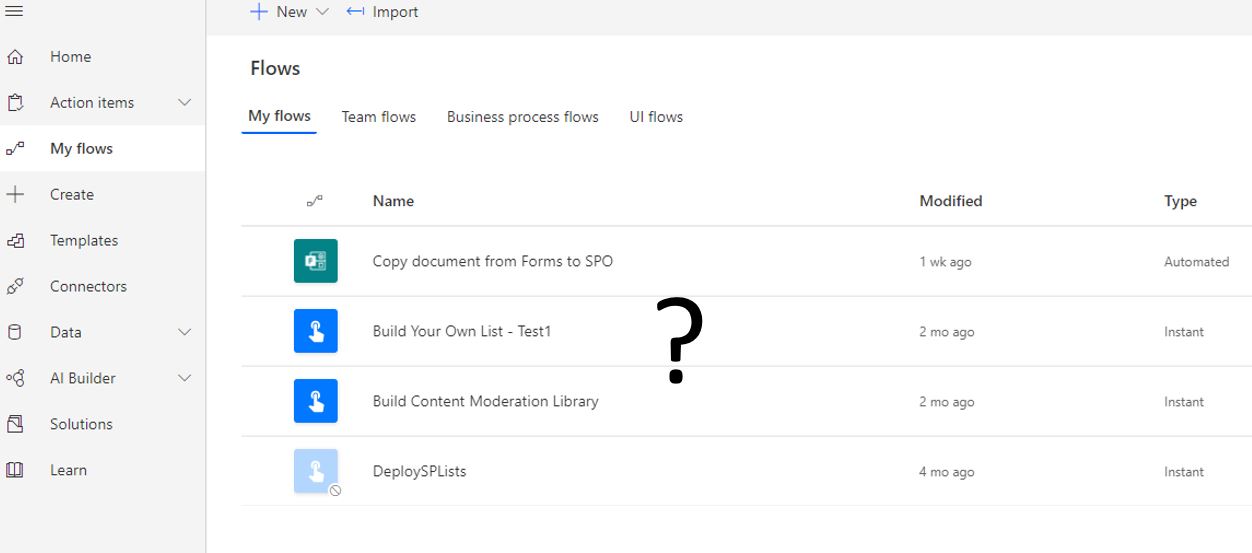 New Import
Home
Action items
My flows
Create
Templates
Connectors
Data
AI Builder
Solutions
Learn
Flows
My flows Team flows Business process flows UI flows
Name Modified Type
Copy document from Forms to SPO 1 wk ago Automated
Build Your Own List - Test1 2 mo ago Instant
?
Build Content Moderation Library 2 mo ago Instant
DeploySPLists 4 mo ago Instant